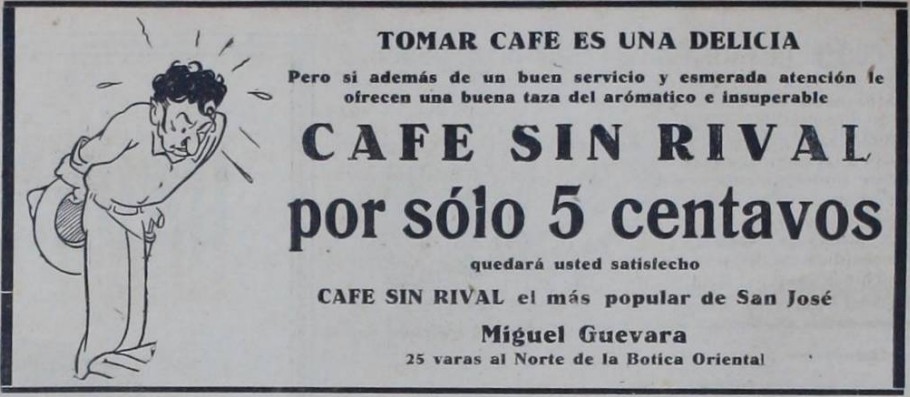 TOMAR CAFE ES UNA DELICIA
Pero si además de un buen servicio y esmerada atención le
ofrecen una buena taza del arómatico e insuperable
CAFE SIN RIVAL
por sólo 5 centavos
quedará usted satisfecho
CAFE SIN RIVAL el más popular de San José
Miguel Guevara
25 varas al Norte de la Botica Oriental